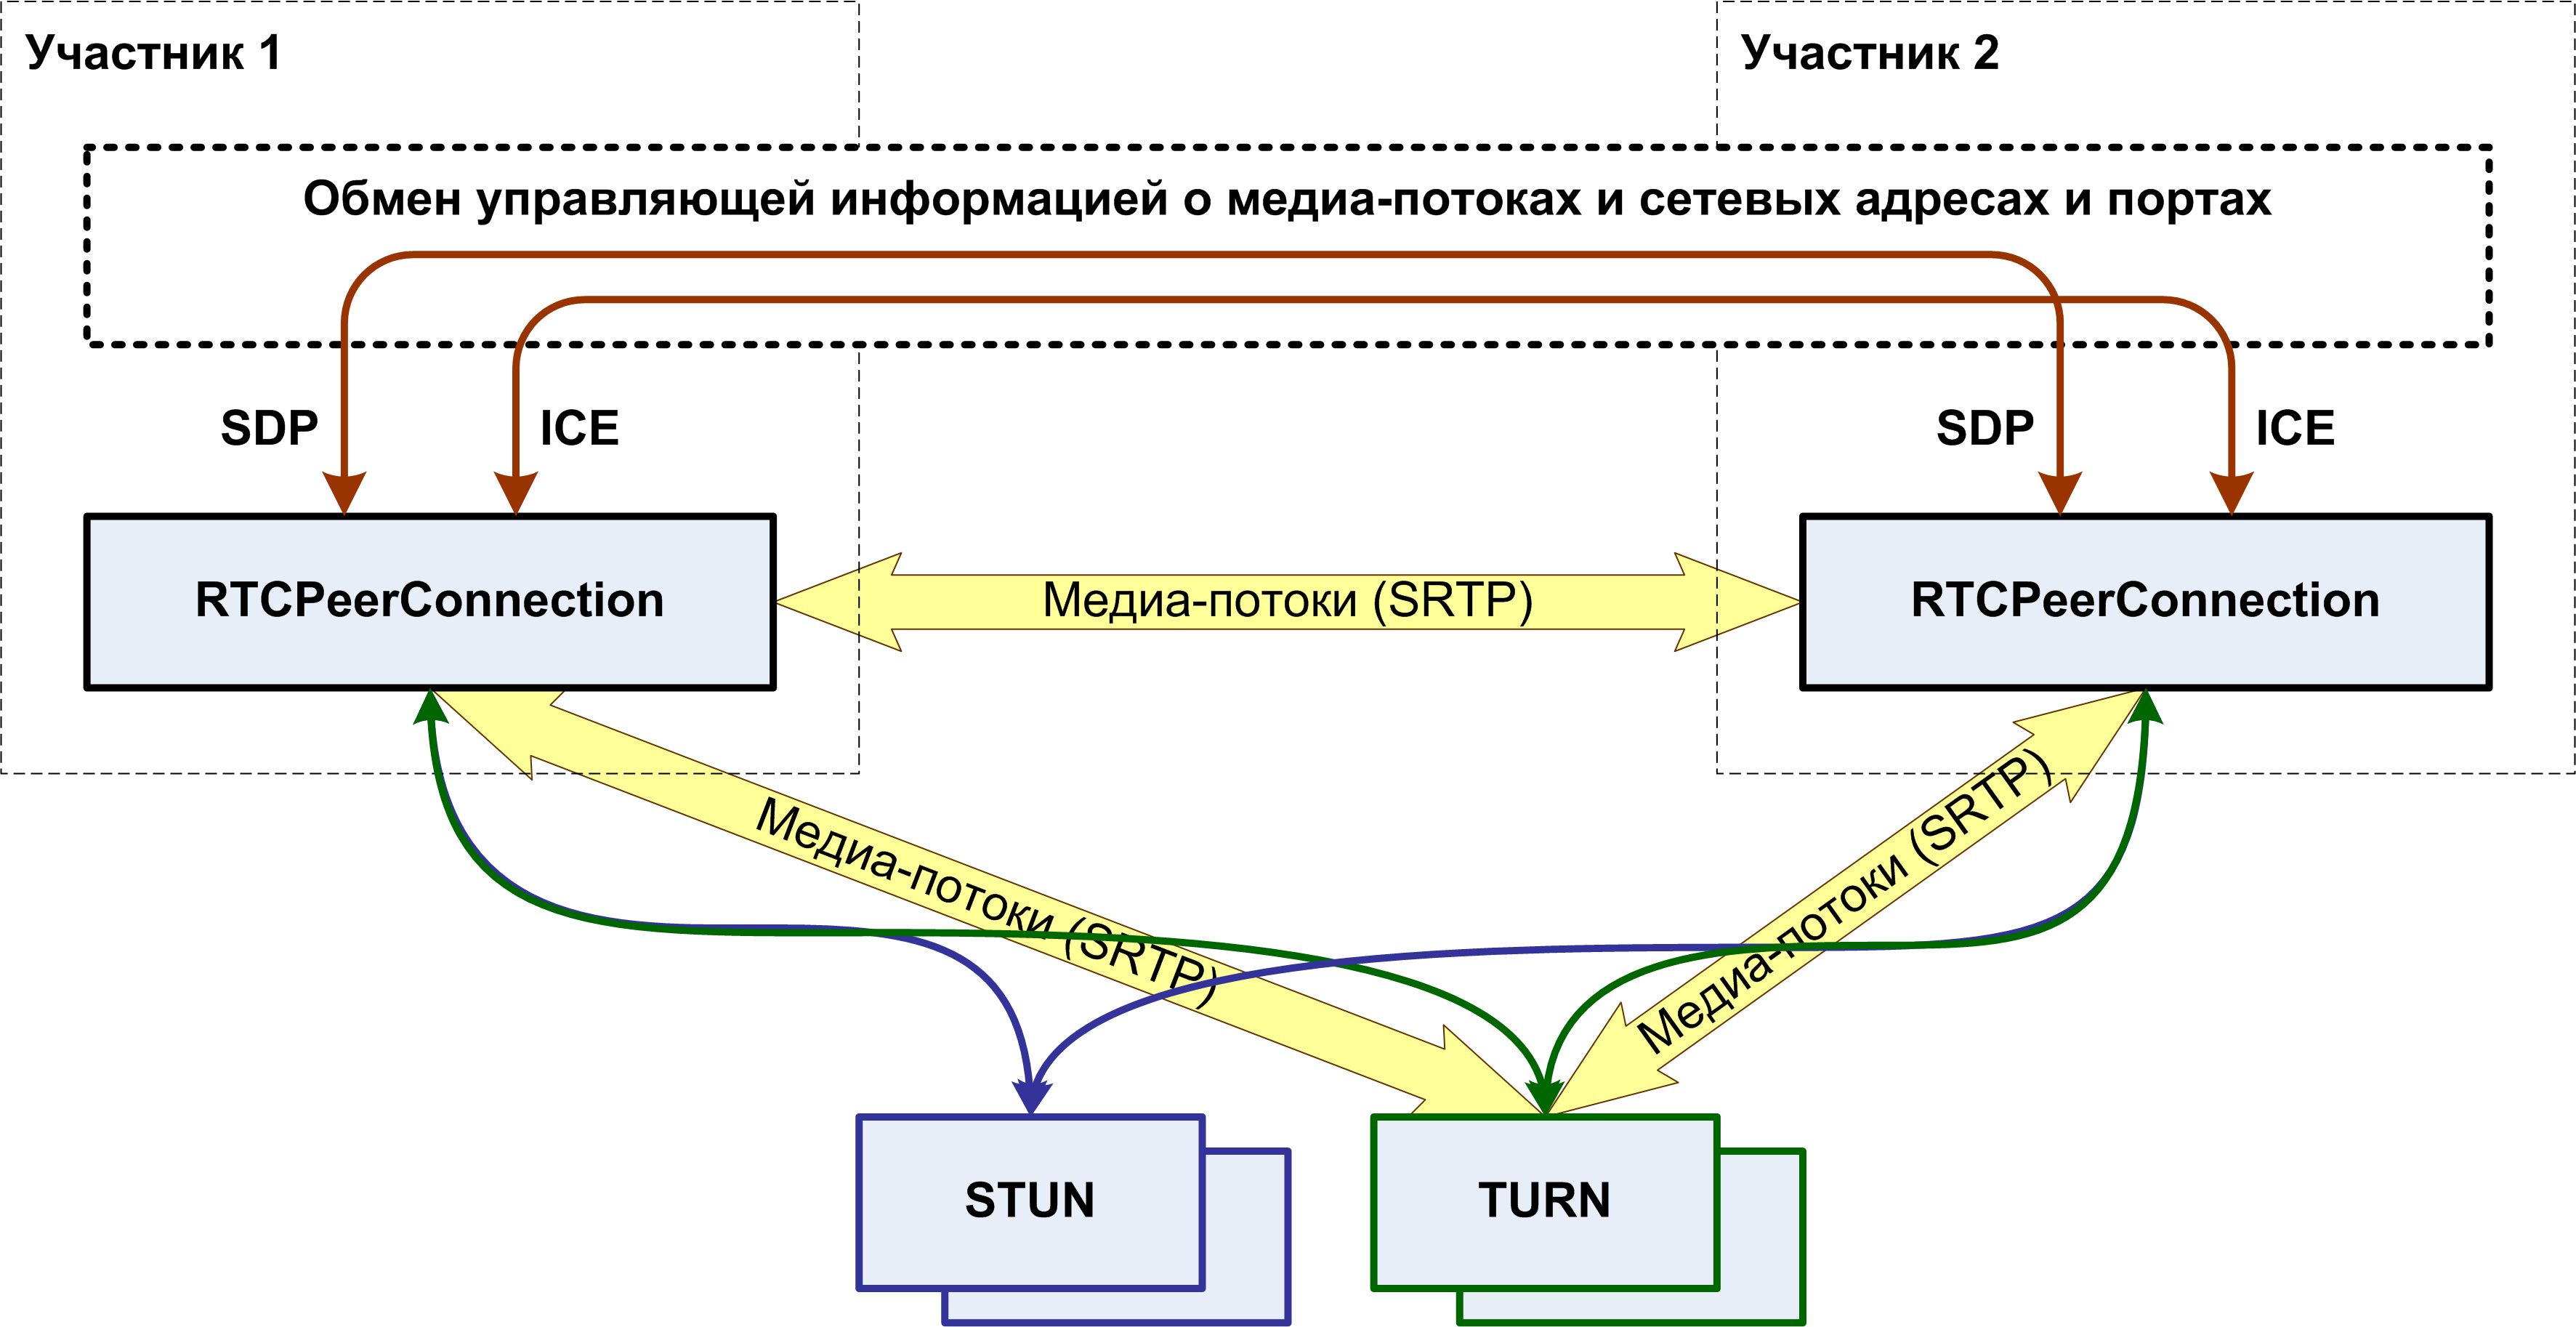 Участник 1
Участник 2
Обмен управляющей информацией о медиа-потоках и сетевых адресах и портах
SDP
ICE
SDP
ICE
RTCPeerConnection
Медиа-потоки (SRTP)
RTCPeerConnection
Медиа-потоки (SRTP)
Медиа-потоки (SRTP)
STUN
TURN